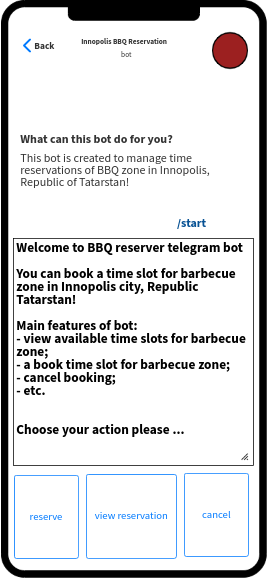 Back
Innopolis BBQ Reservation
bot
What can this bot do for you?
This bot is created to manage time
reservations of BBQ zone in Innopolis,
Republic of Tatarstan!
/start
Welcome to BBQ reserver telegram bot
You can book a time slot for barbecue
zone in Innopolis city, Republic
Tatarstan!
Main features of bot:
- view available time slots for barbecue
zone;
- a book time slot for barbecue zone;
- cancel booking;
- etc.
Choose your action please ...
reserve
view reservation
cancel